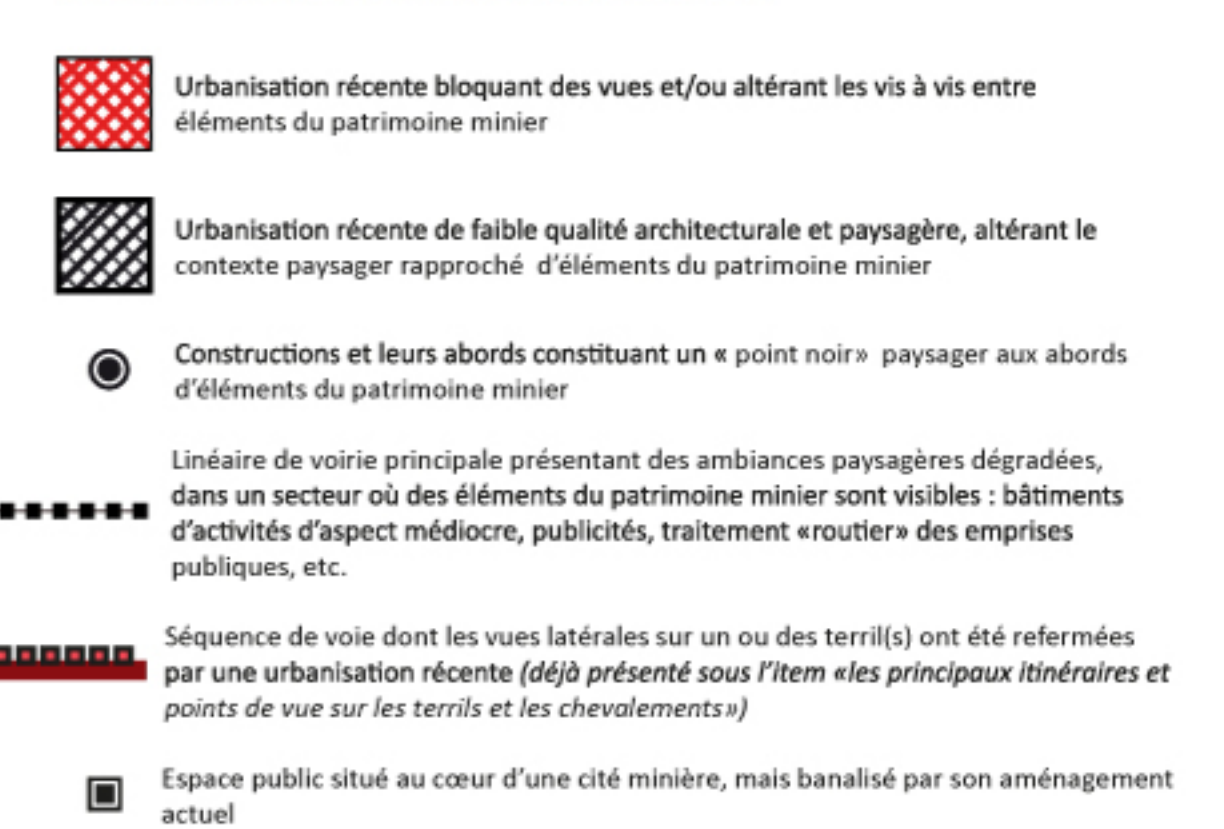 Urbanisation récente bloquant des vues et/ou altérant les vis à vis entre
éléments du patrimoine minier
Urbanisation récente de faible qualité architecturale et paysagère, altérant le
contexte paysager rapproché  d'éléments du patrimoine minier
Constructions et leurs abords constituant un « point noir»  paysager aux abords
d'éléments du patrimoine minier
Linéaire de voirie principale présentant des ambiances paysagères dégradées,
dans un secteur où des éléments du patrimoine minier sont visibles : bâtiments
d'activités d'aspect médiocre, publicités, traitement «routier» des emprises
publiques, etc.
Séquence de voie dont les vues latérales sur un ou des terril(s) ont été refermées
par une urbanisation récente (déjà présenté sous l'item «les principaux itinéraires et
points de vue sur les terrils et les chevalements»)
Espace public situé au cœur d'une cité minière, mais banalisé par son aménagement
actuel